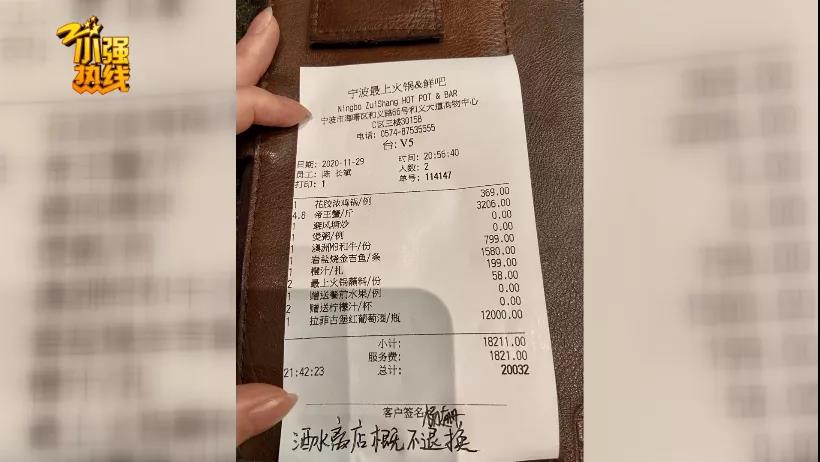 小强热线
宁波最上火锅&鲜吧
Ningbo ZuiShang HOT POT & BAR
宁波市海曙区和义路66号和义大道购物中心
C区三楼3015B
电话: 0574-87535555
台: V5
日期: 2020-11-29 时间: 20:56:40
员工: 陈 长斌 人数: 2
打印: 1 单号: 114147
1 花胶浓鸡锅/例 369.00
4.8 帝王蟹/斤 3206.00
1 避风塘炒 0.00
1 煲粥/例 0.00
1 澳洲和牛/份 799.00
1 岩盐烧金吉鱼/条 1580.00
1 橙汁/扎 199.00
2 最上火锅蘸料/份 58.00
1 赠送餐前水果/例 0.00
2 赠送柠檬汁/杯 0.00
1 拉菲古堡红葡萄酒/瓶 12000.00
小计: 18211.00
服务费: 1821.00
21:42:23 总计: 20032
客户签名
酒水离店概不退换